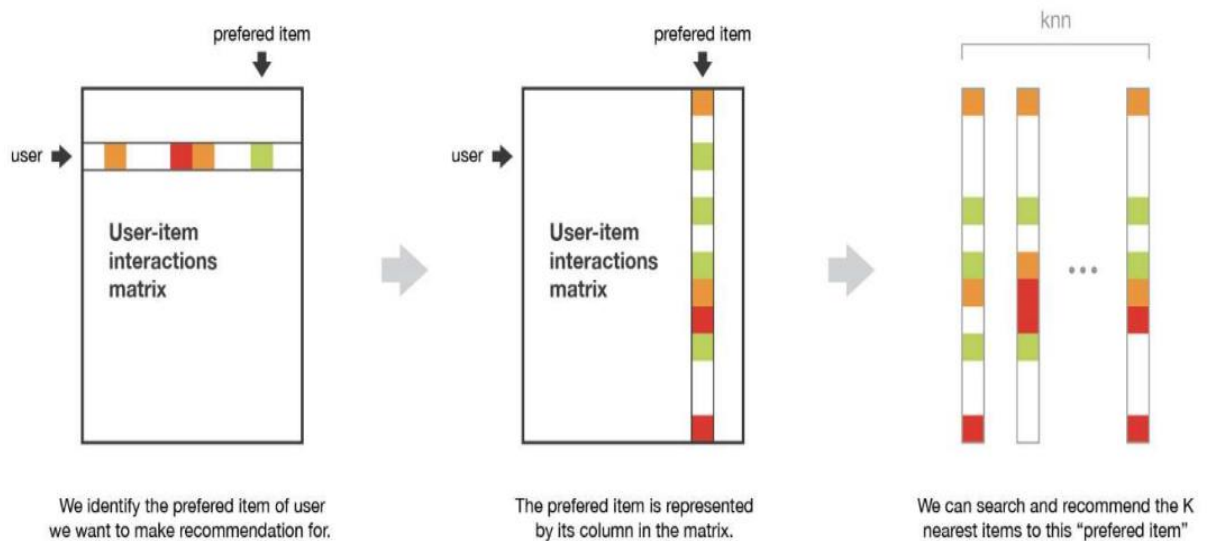 prefered item
user
User-item
interactions
matrix
We identify the prefered item of user
we want to make recommendation for.
prefered item
user
User-item
interactions
matrix
The prefered item is represented
by its column in the matrix.
knn
We can search and recommend the K
nearest items to this “prefered item”